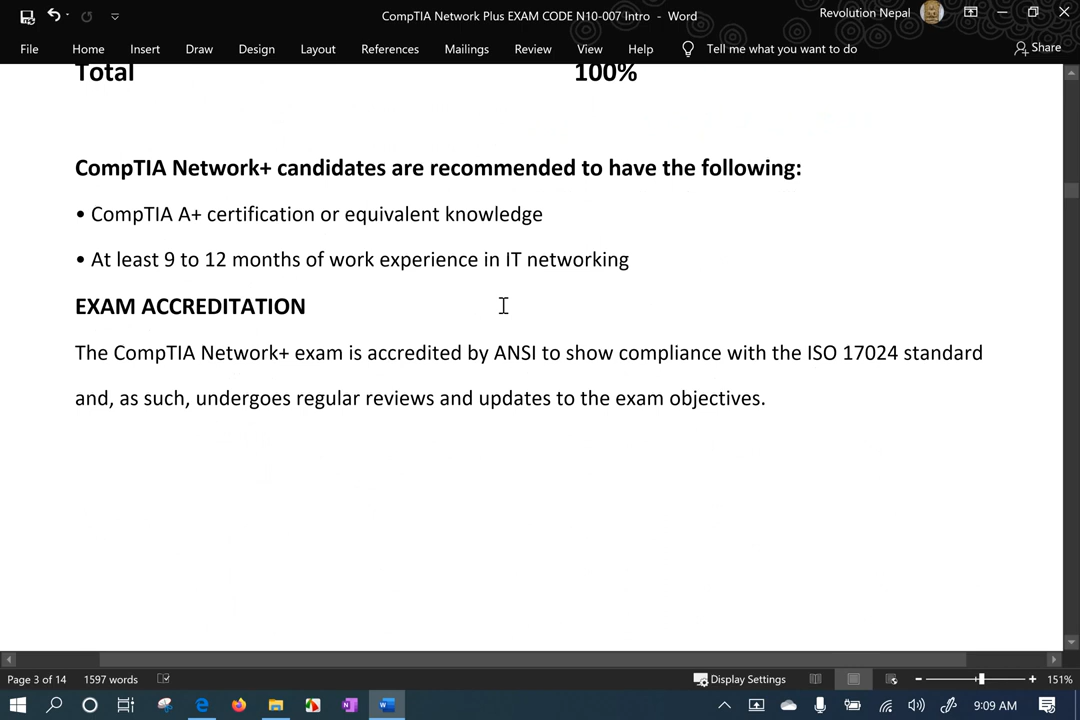 CompTIA Network Plus EXAM CODE N10-007 Intro - Word
Revolution Nepal
File Home Insert Draw Design Layout References Mailings Review View Help Tell me what you want to do Share
Total 100%
CompTIA Network+ candidates are recommended to have the following:
• CompTIA A+ certification or equivalent knowledge
• At least 9 to 12 months of work experience in IT networking
EXAM ACCREDITATION
The CompTIA Network+ exam is accredited by ANSI to show compliance with the ISO 17024 standard
and, as such, undergoes regular reviews and updates to the exam objectives.
Page 3 of 14 1597 words Display Settings 151%
9:09 AM